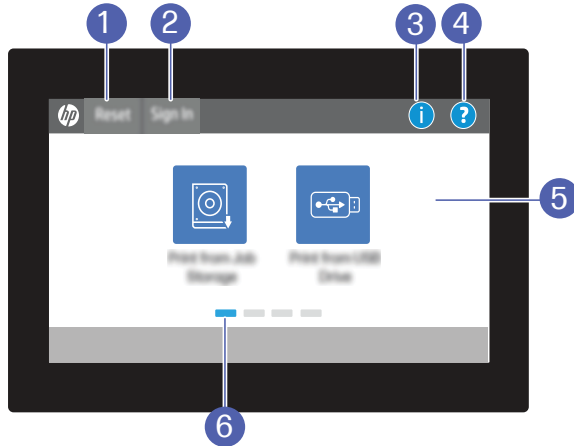 1 2 3 4
hp Reset Sign In i ?
5
Print from Job Print from USB
Storage Drive
6